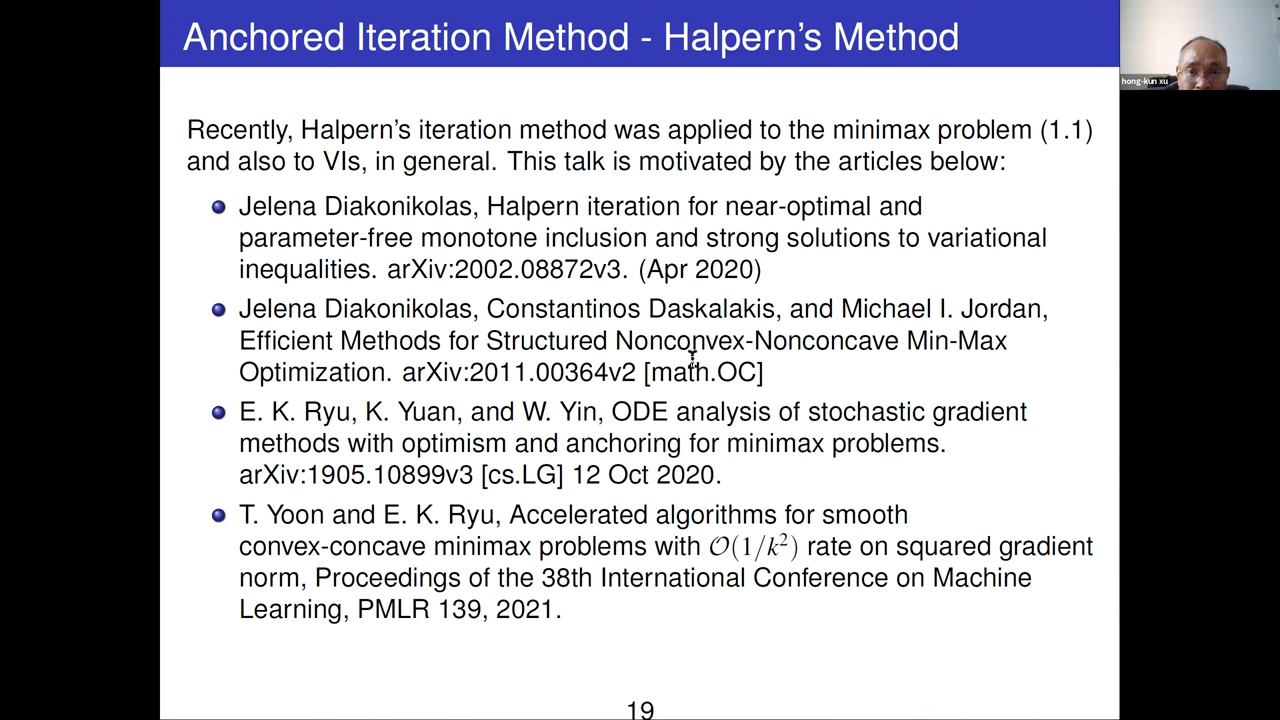 Anchored Iteration Method - Halpern's Method
hong-kun xu
Recently, Halpern's iteration method was applied to the minimax problem (1.1)
and also to VIs, in general. This talk is motivated by the articles below:
Jelena Diakonikolas, Halpern iteration for near-optimal and
parameter-free monotone inclusion and strong solutions to variational
inequalities. arXiv:2002.08872v3. (Apr 2020)
Jelena Diakonikolas, Constantinos Daskalakis, and Michael I. Jordan,
Efficient Methods for Structured Nonconvex-Nonconcave Min-Max
Optimization. arXiv:2011.00364v2 [math.OC]
E. K. Ryu, K. Yuan, and W. Yin, ODE analysis of stochastic gradient
methods with optimism and anchoring for minimax problems.
arXiv:1905.10899v3 [cs.LG] 12 Oct 2020.
T. Yoon and E. K. Ryu, Accelerated algorithms for smooth
convex-concave minimax problems with 𝒪(1/k²) rate on squared gradient
norm, Proceedings of the 38th International Conference on Machine
Learning, PMLR 139, 2021.
19